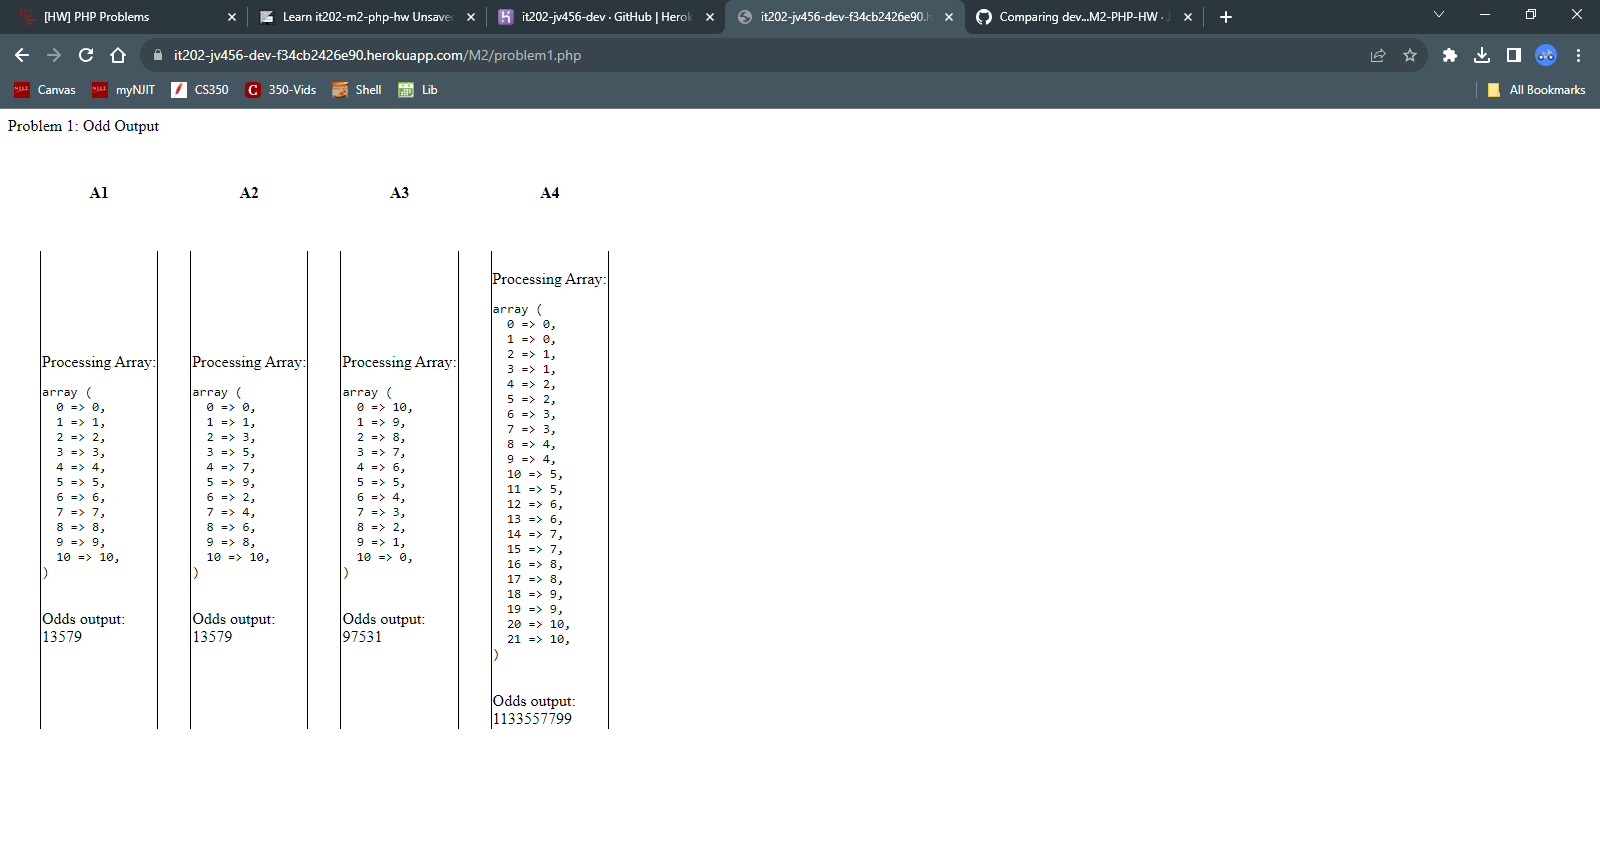 [HW] PHP Problems
Learn it202-m2-php-hw Unsaved
it202-jv456-dev · GitHub | Herok
it202-jv456-dev-f34cb2426e90.h
Comparing dev...M2-PHP-HW · J
it202-jv456-dev-f34cb2426e90.herokuapp.com/M2/problem1.php
Canvas myNJIT CS350 350-Vids Shell Lib All Bookmarks
Problem 1: Odd Output
A1
Processing Array:
array (
0 => 0,
1 => 1,
2 => 2,
3 => 3,
4 => 4,
5 => 5,
6 => 6,
7 => 7,
8 => 8,
9 => 9,
10 => 10,
)
Odds output:
13579
A2
Processing Array:
array (
0 => 0,
1 => 1,
2 => 3,
3 => 5,
4 => 7,
5 => 9,
6 => 2,
7 => 4,
8 => 6,
9 => 8,
10 => 10,
)
Odds output:
13579
A3
Processing Array:
array (
0 => 10,
1 => 9,
2 => 8,
3 => 7,
4 => 6,
5 => 5,
6 => 4,
7 => 3,
8 => 2,
9 => 1,
10 => 0,
)
Odds output:
97531
A4
Processing Array:
array (
0 => 0,
1 => 0,
2 => 1,
3 => 1,
4 => 2,
5 => 2,
6 => 3,
7 => 3,
8 => 4,
9 => 4,
10 => 5,
11 => 5,
12 => 6,
13 => 6,
14 => 7,
15 => 7,
16 => 8,
17 => 8,
18 => 9,
19 => 9,
20 => 10,
21 => 10,
)
Odds output:
1133557799